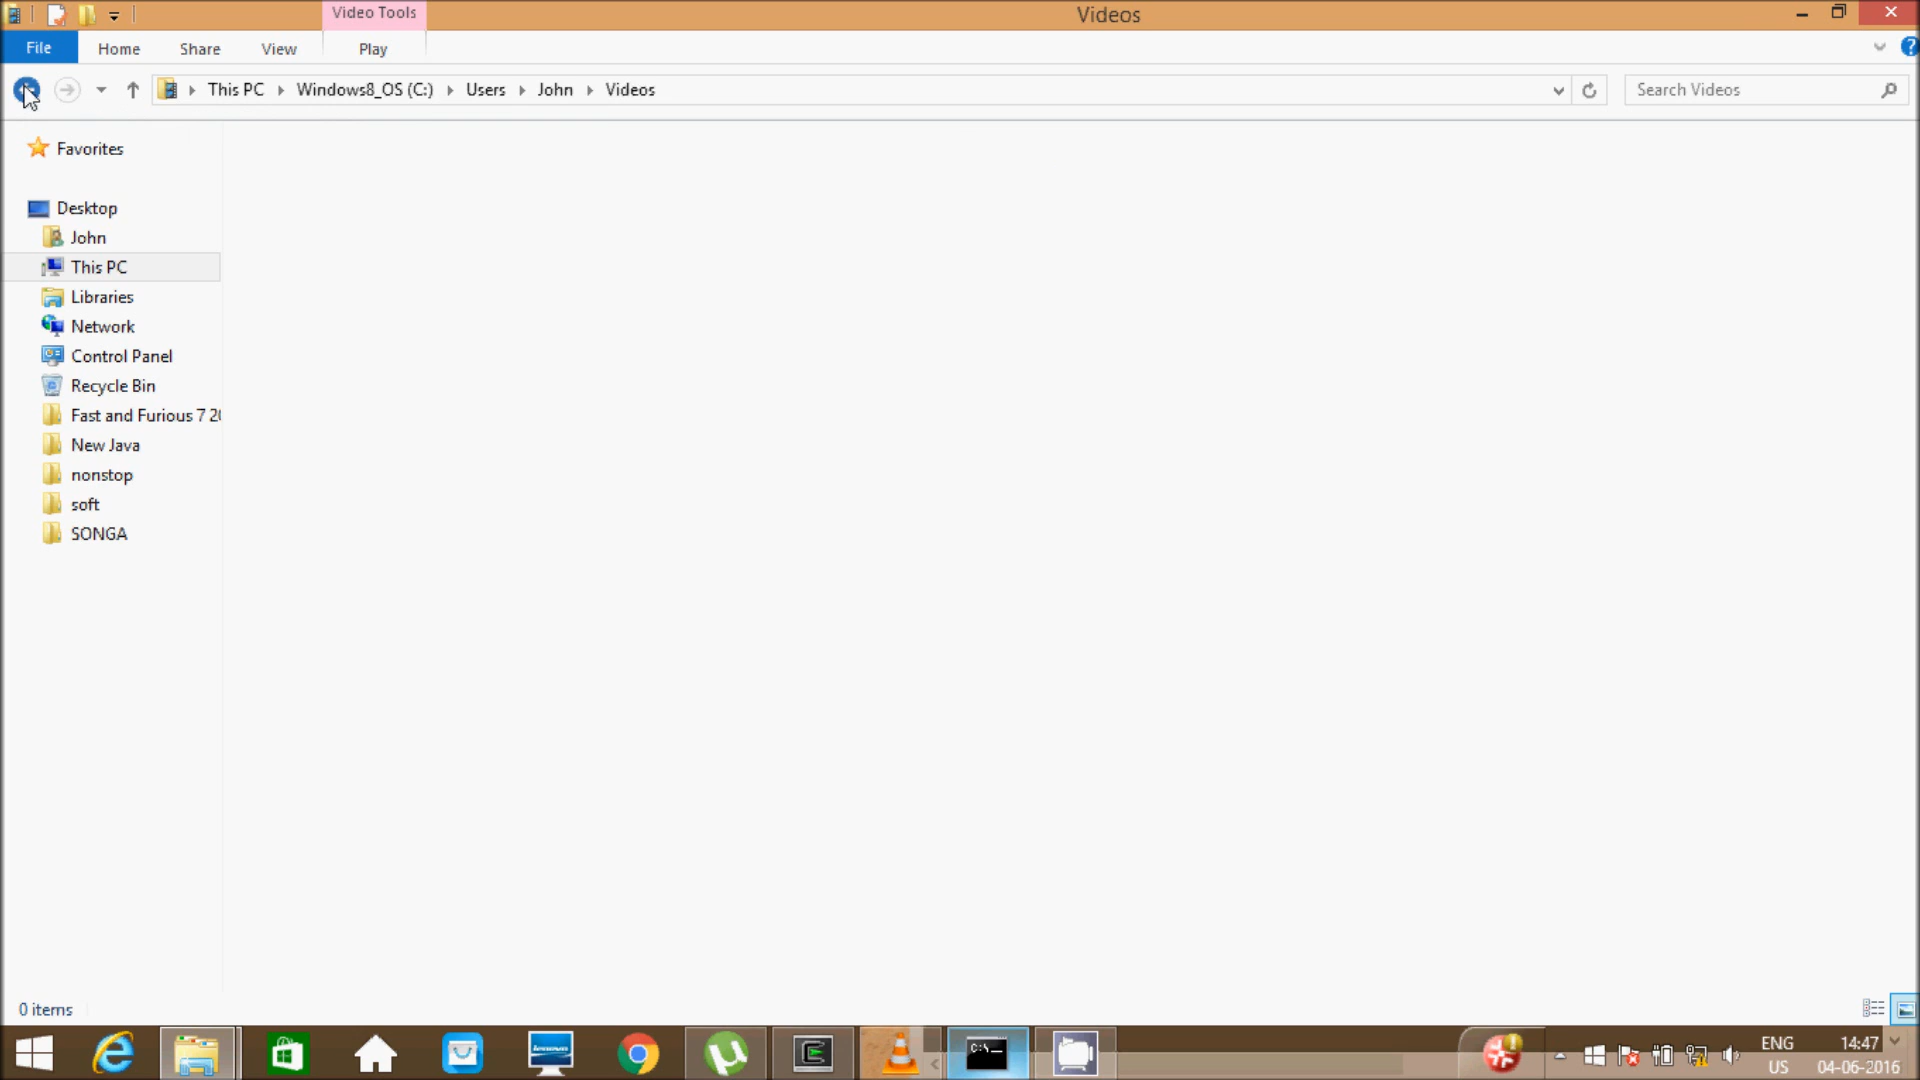 Video Tools
Videos
File Home Share View Play
?
This PC Windows8_OS (C:) Users John Videos
Search Videos
Favorites
Desktop
John
This PC
Libraries
Network
Control Panel
Recycle Bin
Fast and Furious 7 20
New Java
nonstop
soft
SONGA
0 items
ENG 14:47
US 04-06-2016